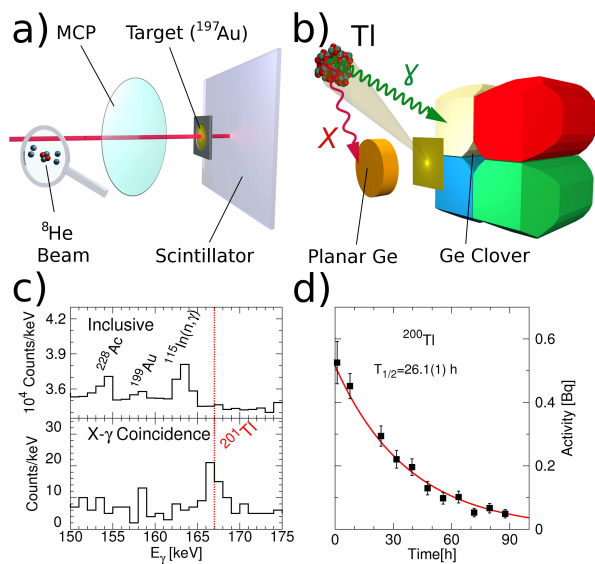 a)
MCP
Target (¹⁹⁷Au)
⁸He
Beam
Scintillator
b)
Tl
γ
X
Planar Ge
Ge Clover
c)
10⁴ Counts/keV
4.2
3.9
3.6
Inclusive
²²⁸Ac
¹⁹⁹Au
¹¹⁵In(n,γ)
Counts/keV
30
20
10
0
X-γ Coincidence
²⁰¹Tl
150 155 160 165 170 175
Eγ [keV]
d)
²⁰⁰Tl
T1/2=26.1(1) h
0.6
0.4
0.2
0
Activity [Bq]
0 30 60 90
Time[h]